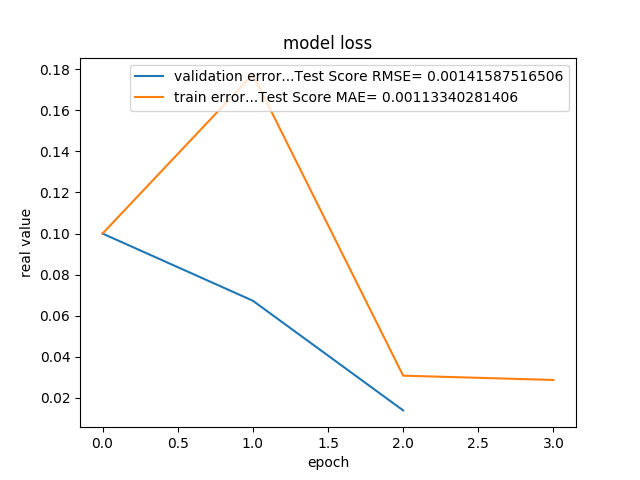 model loss
validation error...Test Score RMSE= 0.00141587516506
train error...Test Score MAE= 0.00113340281406
real value
0.18
0.16
0.14
0.12
0.10
0.08
0.06
0.04
0.02
0.0 0.5 1.0 1.5 2.0 2.5 3.0
epoch